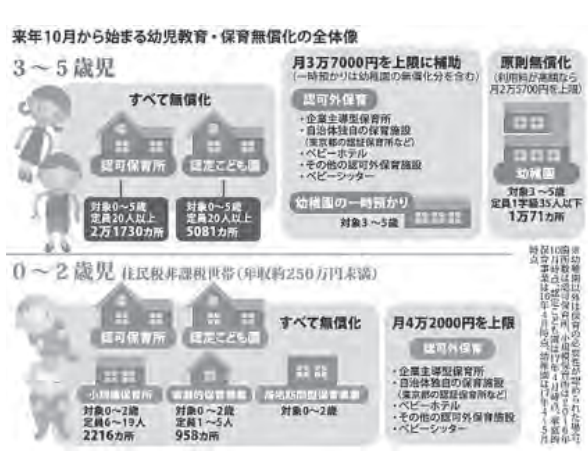 来年10月から始まる幼児教育・保育無償化の全体像
3～5歳児
すべて無償化
認可保育所
認定こども園
対象0～5歳
定員20人以上
2万1730カ所
対象0～5歳
定員20人以上
5081カ所
月3万7000円を上限に補助
(一時預かりは幼稚園の無償化分を含む)
認可外保育
・企業主導型保育所
・自治体独自の保育施設
(東京都の認証保育所など)
・ベビーホテル
・その他の認可外保育施設
・ベビーシッター
幼稚園の一時預かり
対象3～5歳
原則無償化
(利用料が高額なら
月2万5700円を上限)
幼稚園
対象3～5歳
定員1学級35人以下
1万71カ所
0～2歳児 住民税非課税世帯(年収約250万円未満)
認可保育所
認定こども園
すべて無償化
小規模保育所
対象0～2歳
定員6～19人
2216カ所
家庭的保育事業
対象0～2歳
定員1～5人
958カ所
居宅訪問型保育事業
対象0～2歳
月4万2000円を上限
認可外保育
・企業主導型保育所
・自治体独自の保育施設
(東京都の認証保育所など)
・ベビーホテル
・その他の認可外保育施設
・ベビーシッター